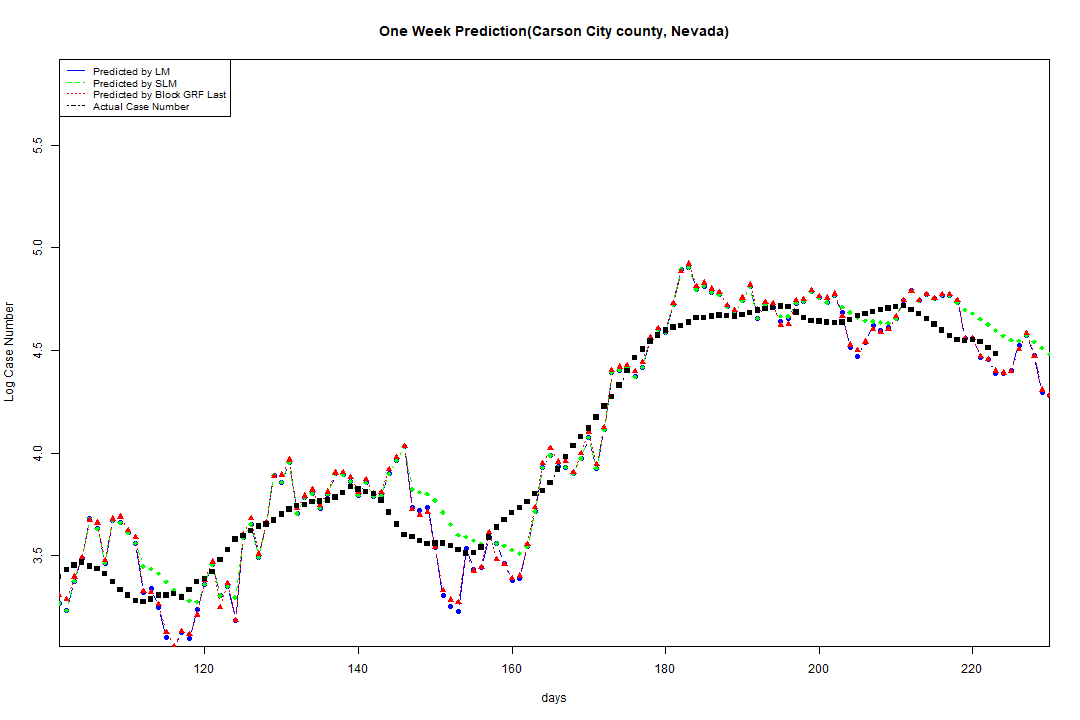 One Week Prediction(Carson City county, Nevada)
Predicted by LM
Predicted by SLM
Predicted by Block GRF Last
Actual Case Number
5.5
5.0
4.5
4.0
3.5
Log Case Number
120 140 160 180 200 220
days